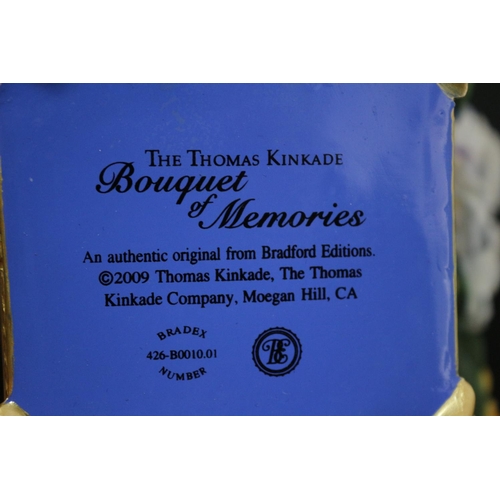 THE THOMAS KINKADE
Bouquet
of
Memories
An authentic original from Bradford Editions.
©2009 Thomas Kinkade, The Thomas
Kinkade Company, Moegan Hill, CA
BRADEX
426-B0010.01
NUMBER
BE